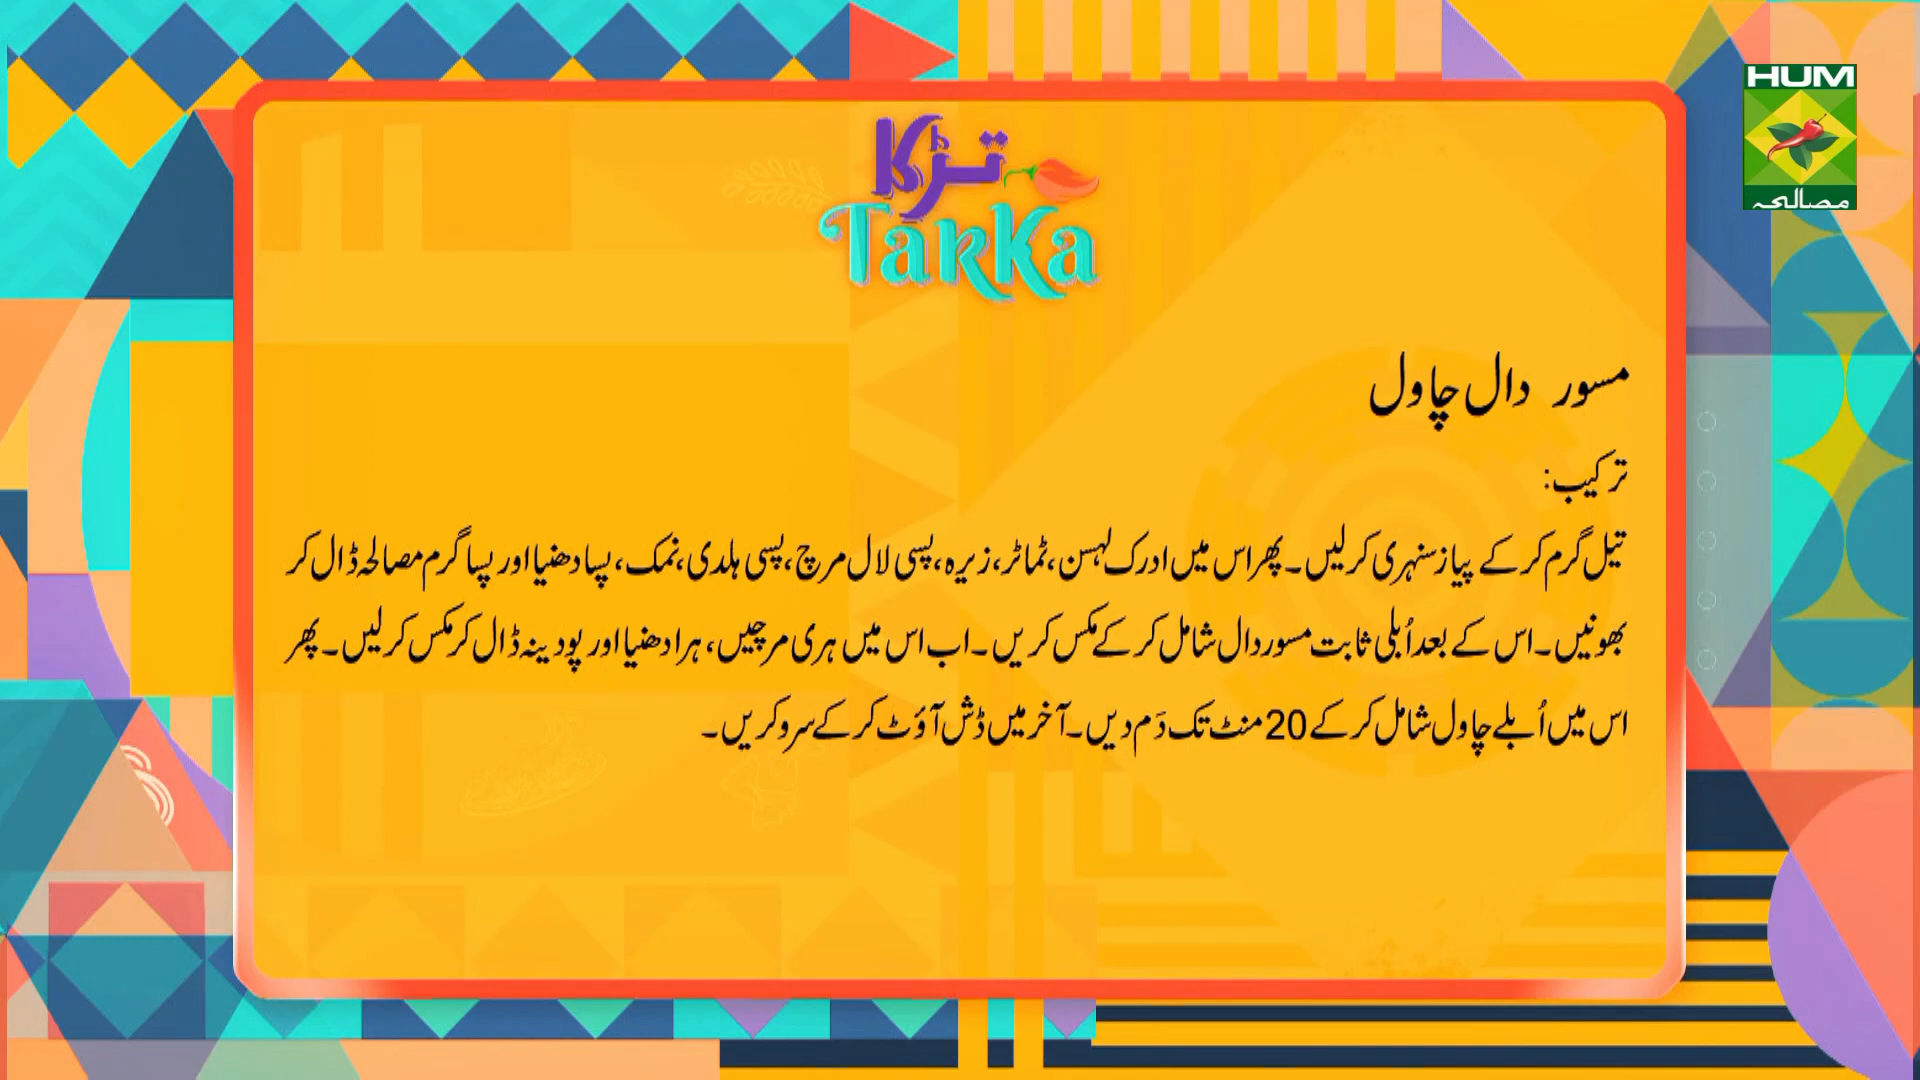 HUM
مصالحہ
تڑکا
TaRKa
مسور دال چاول
ترکیب:
تیل گرم کر کے پیاز سنہری کر لیں۔ پھر اس میں ادرک لہسن، ٹماٹر، زیرہ، پسی لال مرچ، پسی ہلدی، نمک، پسا دھنیا اور پسا گرم مصالحہ ڈال کر
بھونیں۔ اس کے بعد اُبلی ثابت مسور دال شامل کر کے مکس کریں۔ اب اس میں ہری مرچیں، ہرا دھنیا اور پودینہ ڈال کر مکس کر لیں۔ پھر
اس میں اُبلے چاول شامل کر کے 20 منٹ تک دَم دیں۔ آخر میں ڈش آؤٹ کر کے سرو کریں۔